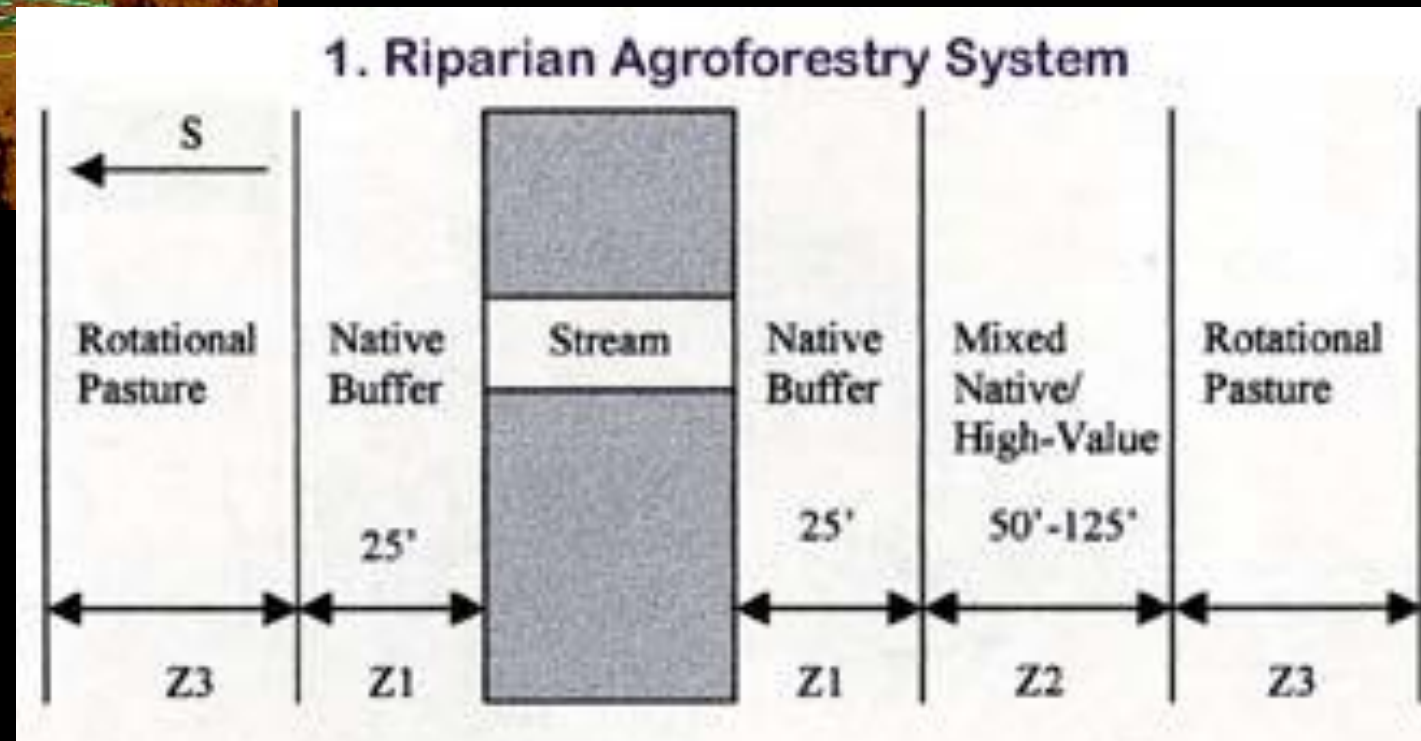 1. Riparian Agroforestry System
S
Rotational
Pasture
Native
Buffer
Stream
Native
Buffer
Mixed
Native/
High-Value
Rotational
Pasture
25'
25'
50'-125'
Z3
Z1
Z1
Z2
Z3